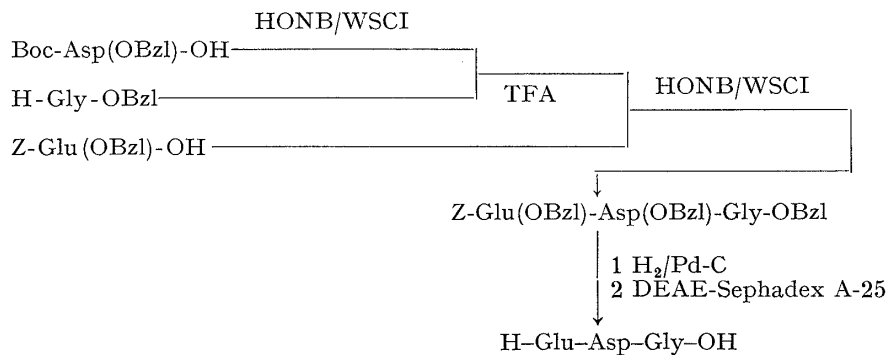 HONB/WSCI
Boc-Asp(OBzl)-OH
H-Gly-OBzl
TFA
HONB/WSCI
Z-Glu(OBzl)-OH
Z-Glu(OBzl)-Asp(OBzl)-Gly-OBzl
1 H₂/Pd-C
2 DEAE-Sephadex A-25
H-Glu-Asp-Gly-OH